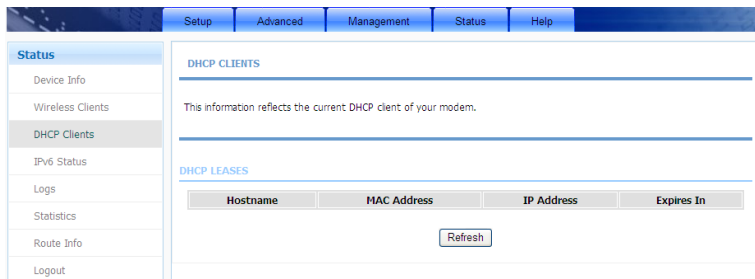 Setup Advanced Management Status Help
Status
Device Info
Wireless Clients
DHCP Clients
IPv6 Status
Logs
Statistics
Route Info
Logout
DHCP CLIENTS
This information reflects the current DHCP client of your modem.
DHCP LEASES
Hostname MAC Address IP Address Expires In
Refresh